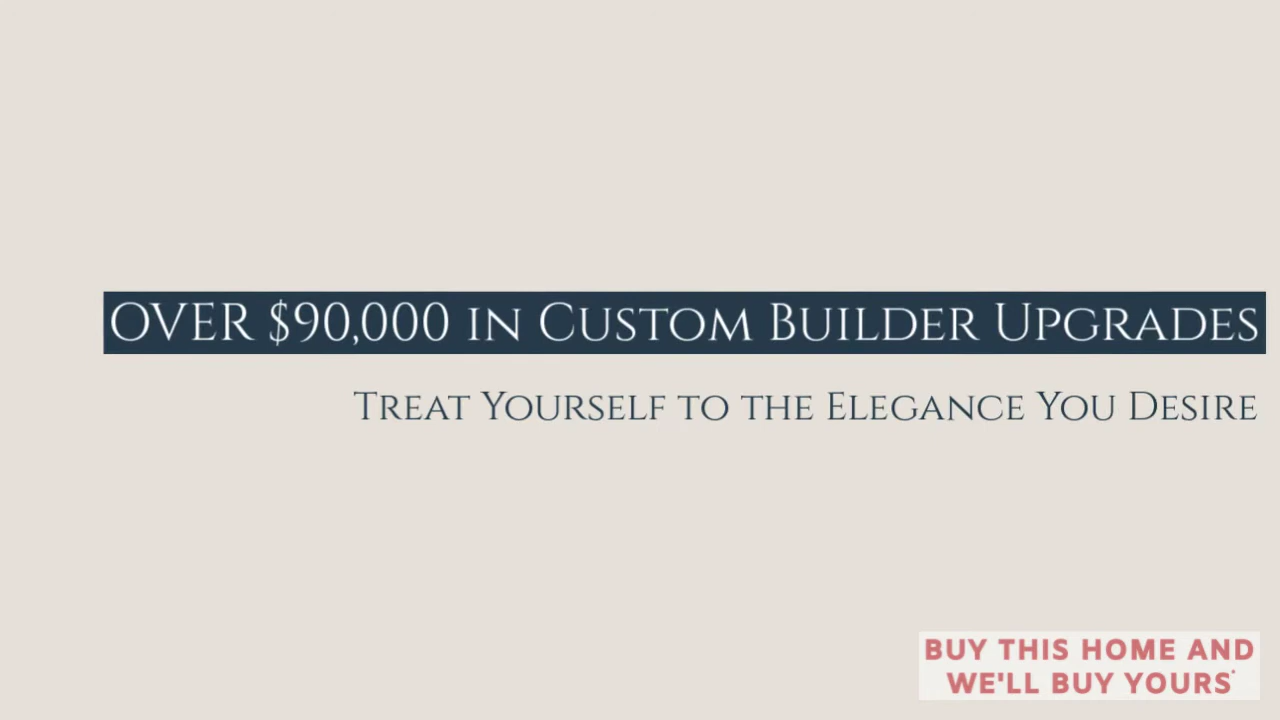 OVER $90,000 IN CUSTOM BUILDER UPGRADES
TREAT YOURSELF TO THE ELEGANCE YOU DESIRE
BUY THIS HOME AND
WE'LL BUY YOURS*